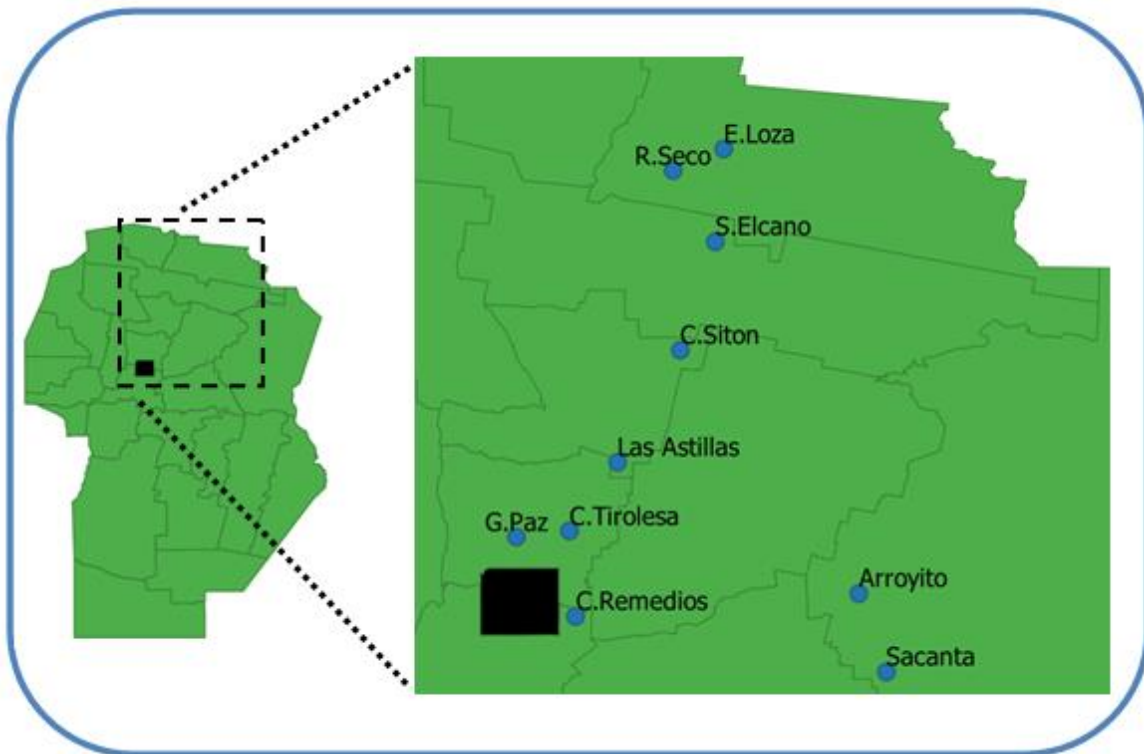 E.Loza
R.Seco
S.Elcano
C.Siton
Las Astillas
G.Paz
C.Tirolesa
Arroyito
C.Remedios
Sacanta